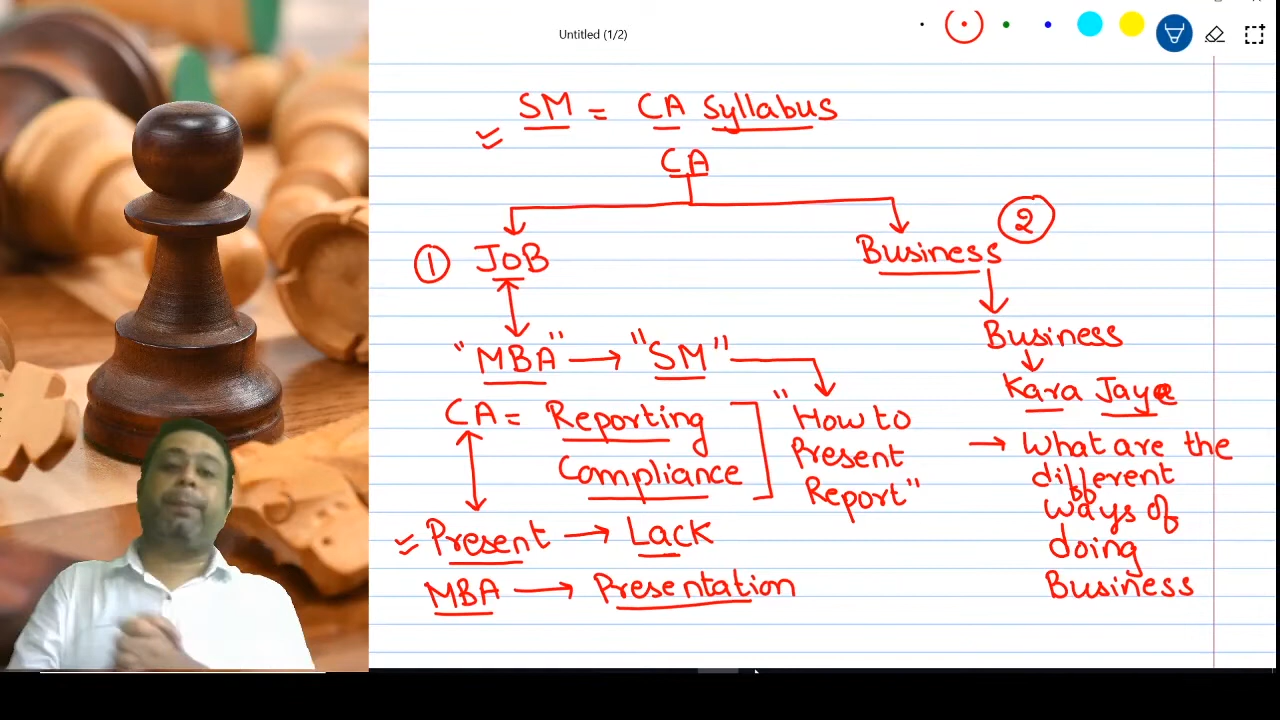 Untitled (1/2)
SM = CA Syllabus
CA
① JOB
Business ②
Business
"MBA" → "SM"
Kara Jaye
CA = Reporting
Compliance
"How to
Present
Report"
→ What are the
different
ways of
doing
Business
Present → Lack
MBA → Presentation